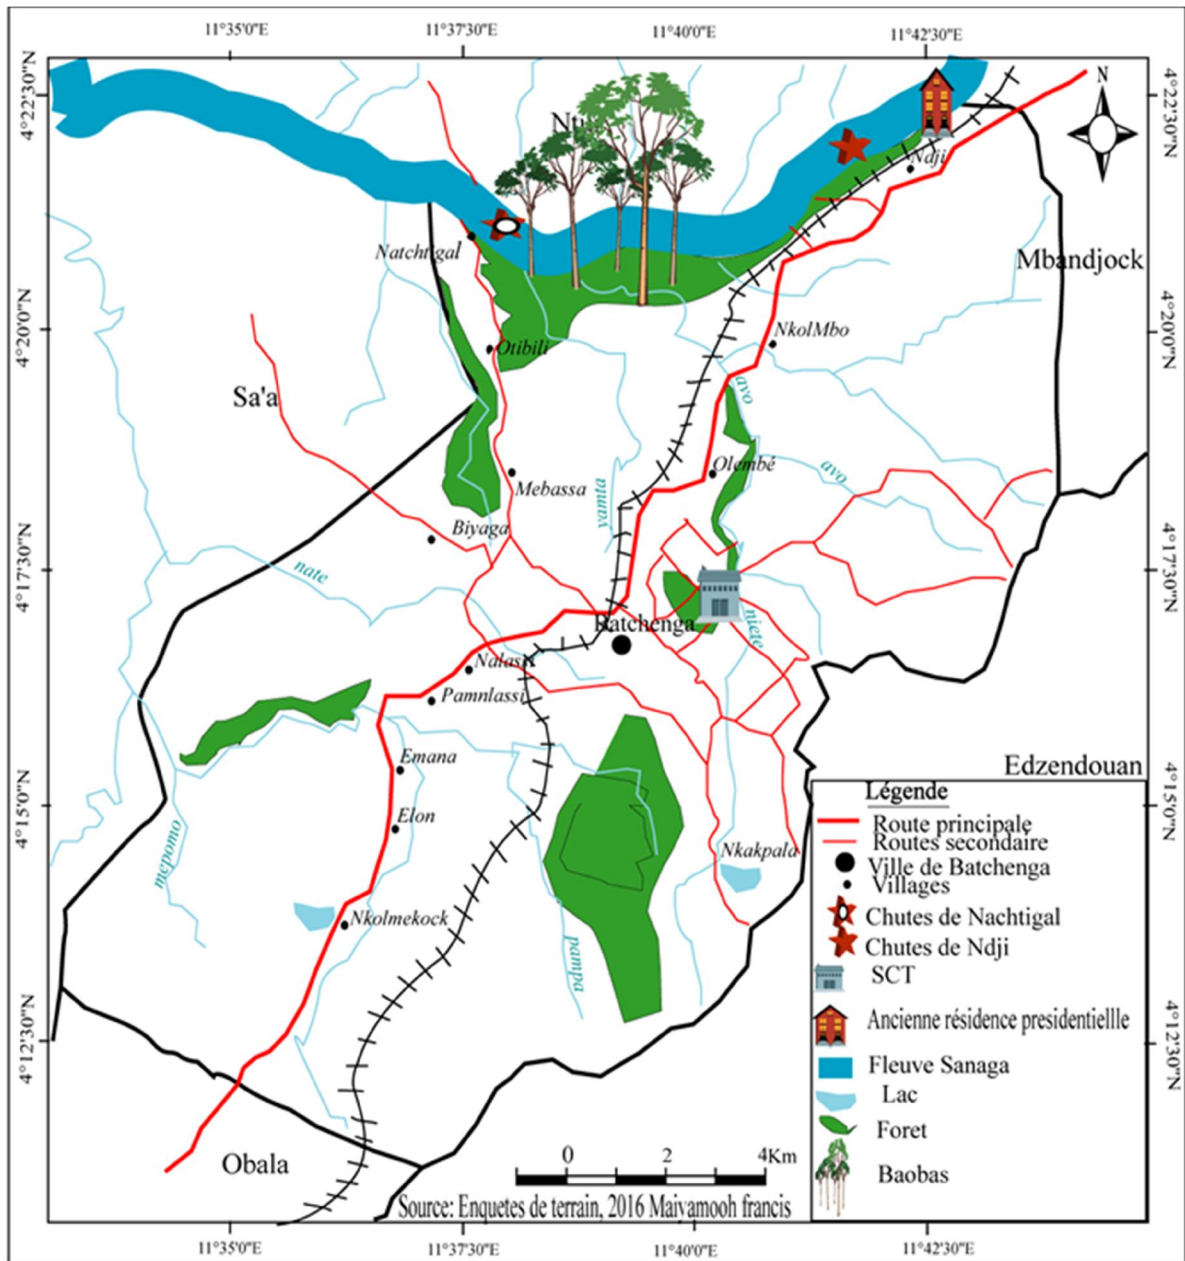 11°35'0"E
11°37'30"E
11°40'0"E
11°42'30"E
4°22'30"N
4°22'30"N
N
Ndji
Natchtigal
Mbandjock
4°20'0"N
4°20'0"N
NkolMbo
Otibili
avo
Sa'a
Olembé
avo
Mebassa
yamta
Biyaga
4°17'30"N
4°17'30"N
nate
niete
Batchenga
Nalassi
Pamnlassi
Emana
Edzendouan
4°15'0"N
4°15'0"N
Elon
mepomo
Nkakpala
Nkolmekock
pampa
4°12'30"N
4°12'30"N
Obala
Légende
Route principale
Routes secondaire
Ville de Batchenga
Villages
Chutes de Nachtigal
Chutes de Ndji
SCT
Ancienne résidence presidentiellle
Fleuve Sanaga
Lac
Foret
Baobas
0 2 4Km
Source: Enquetes de terrain, 2016 Maivamooh francis
11°35'0"E
11°37'30"E
11°40'0"E
11°42'30"E